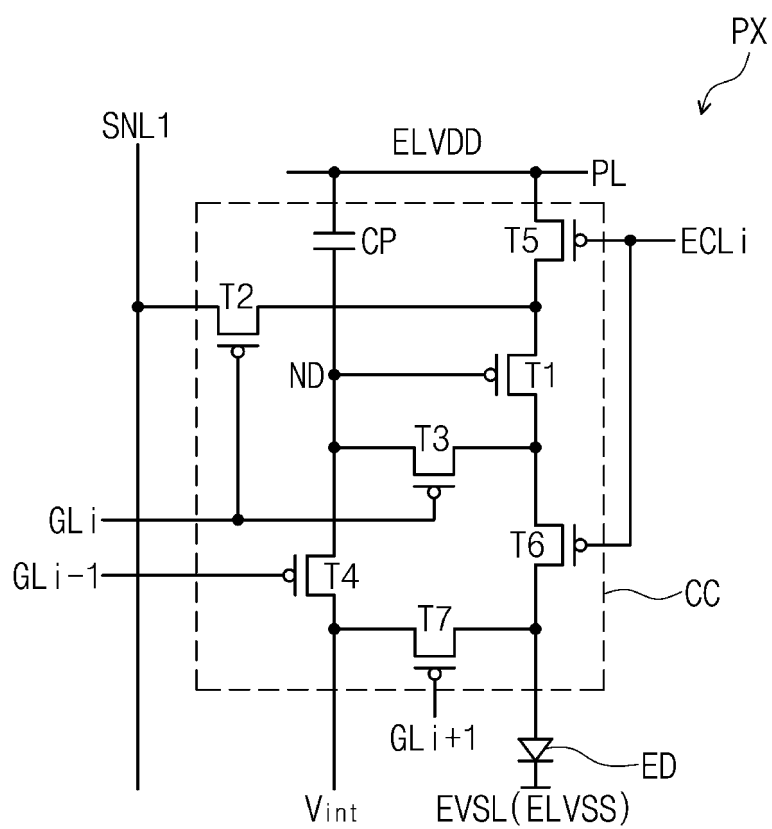 PX
SNL1
ELVDD
PL
CP
T5
ECLi
T2
ND
T1
T3
GLi
T6
GLi-1
T4
CC
T7
GLi+1
ED
Vint
EVSL(ELVSS)